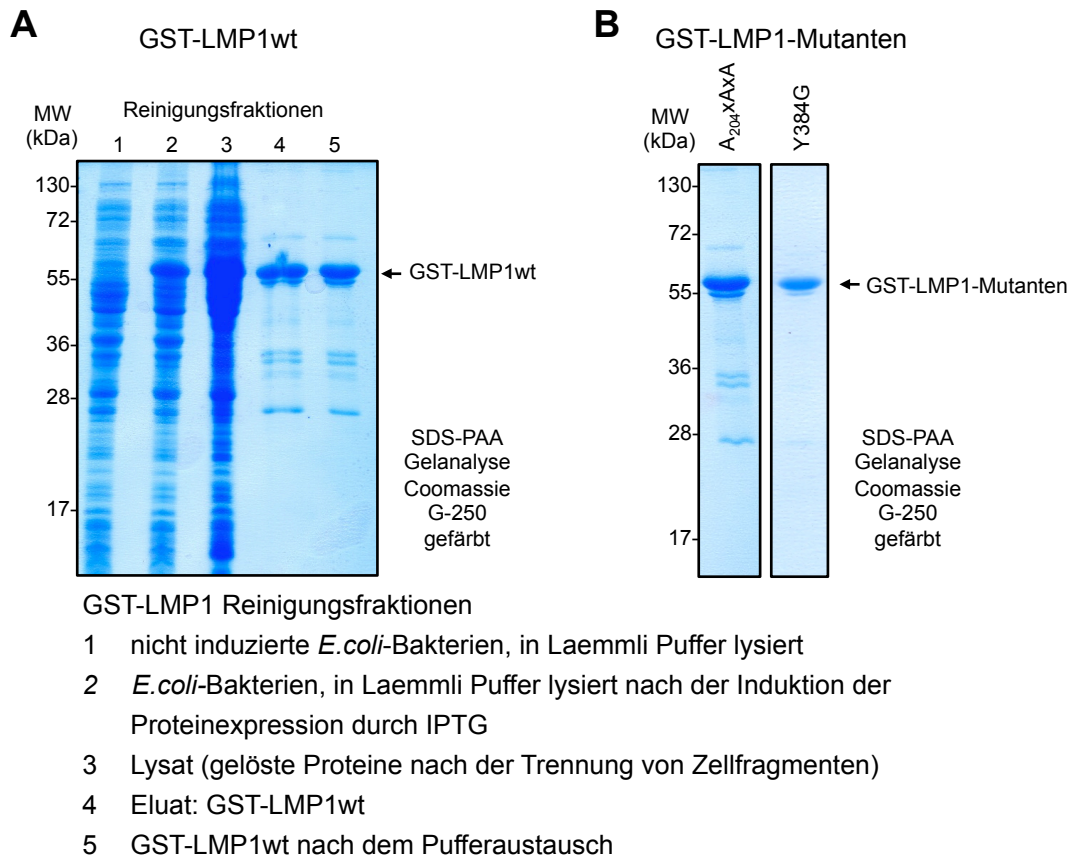 A
GST-LMP1wt
MW
(kDa)
Reinigungsfraktionen
1 2 3 4 5
130-
72-
55-
36-
28-
17-
GST-LMP1wt
SDS-PAA
Gelanalyse
Coomassie
G-250
gefärbt
B
GST-LMP1-Mutanten
MW
(kDa)
A204xAxA
Y384G
130-
72-
55-
36-
28-
17-
GST-LMP1-Mutanten
SDS-PAA
Gelanalyse
Coomassie
G-250
gefärbt
GST-LMP1 Reinigungsfraktionen
1 nicht induzierte E.coli-Bakterien, in Laemmli Puffer lysiert
2 E.coli-Bakterien, in Laemmli Puffer lysiert nach der Induktion der
Proteinexpression durch IPTG
3 Lysat (gelöste Proteine nach der Trennung von Zellfragmenten)
4 Eluat: GST-LMP1wt
5 GST-LMP1wt nach dem Pufferaustausch